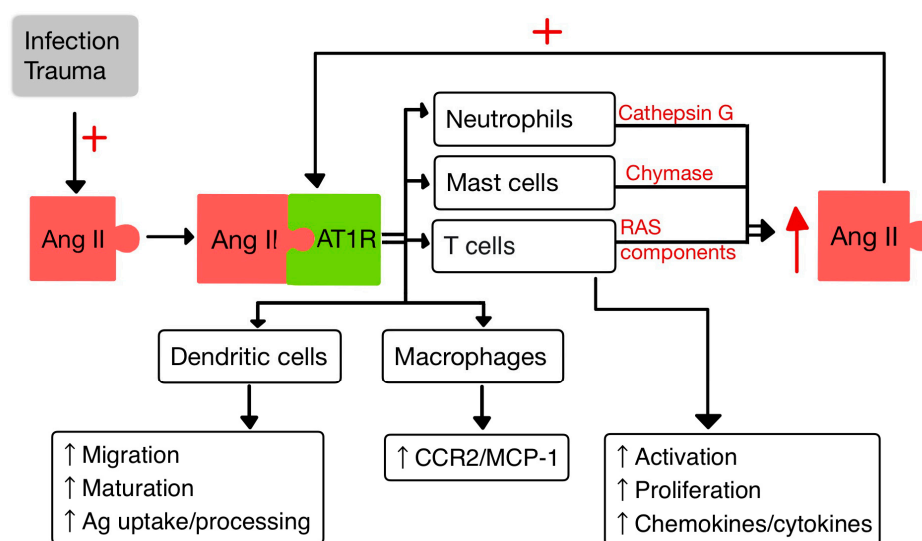 Infection
Trauma
+
+
Neutrophils
Cathepsin G
Mast cells
Chymase
Ang II
Ang II
AT1R
T cells
RAS
components
Ang II
Dendritic cells
Macrophages
↑ Migration
↑ Maturation
↑ Ag uptake/processing
↑ CCR2/MCP-1
↑ Activation
↑ Proliferation
↑ Chemokines/cytokines